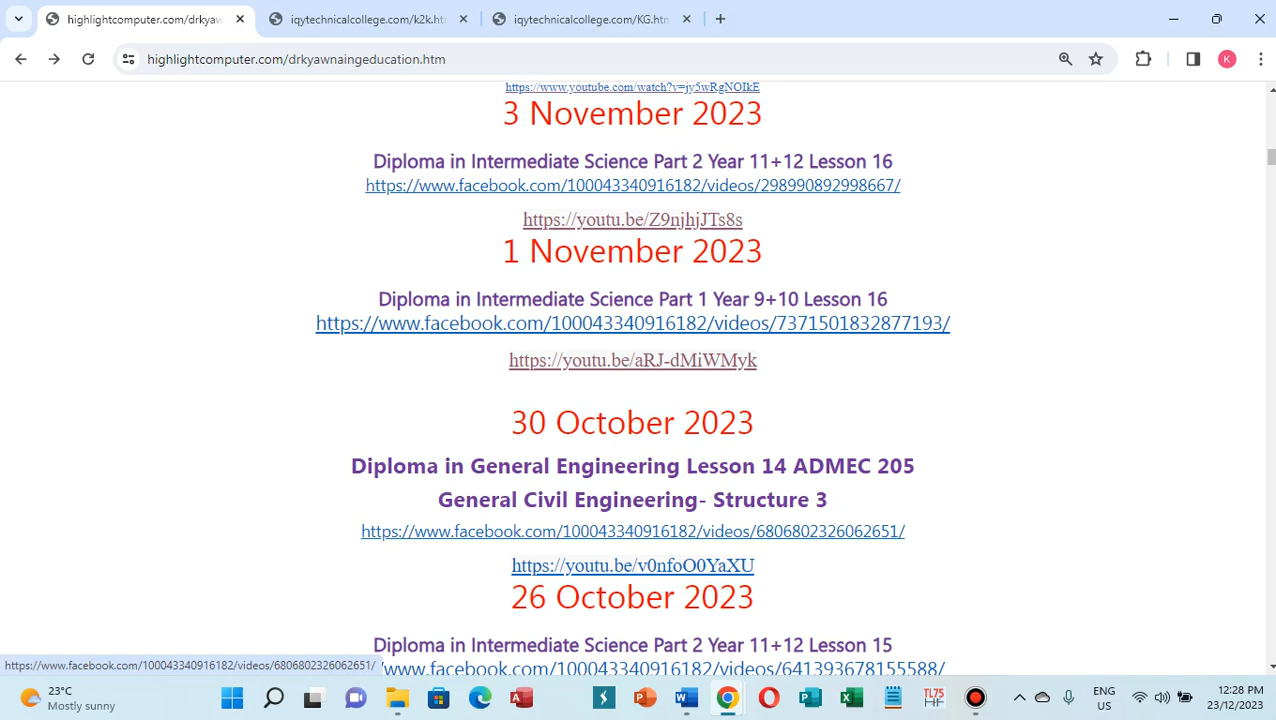 highlightcomputer.com/drkyaw
iqytechnicalcollege.com/k2k.ht
iqytechnicalcollege.com/KG.htm
highlightcomputer.com/drkyawnaingeducation.htm
K
https://www.youtube.com/watch?v=jy5wRgNOIkE
3 November 2023
Diploma in Intermediate Science Part 2 Year 11+12 Lesson 16
https://www.facebook.com/100043340916182/videos/298990892998667/
https://youtu.be/Z9njhjJTs8s
1 November 2023
Diploma in Intermediate Science Part 1 Year 9+10 Lesson 16
https://www.facebook.com/100043340916182/videos/7371501832877193/
https://youtu.be/aRJ-dMiWMyk
30 October 2023
Diploma in General Engineering Lesson 14 ADMEC 205
General Civil Engineering- Structure 3
https://www.facebook.com/100043340916182/videos/6806802326062651/
https://youtu.be/v0nfoO0YaXU
26 October 2023
Diploma in Intermediate Science Part 2 Year 11+12 Lesson 15
/www.facebook.com/100043340916182/videos/641393678155588/
https://www.facebook.com/100043340916182/videos/6806802326062651/
23°C
Mostly sunny
TL75
ENG
QY
12:28 PM
23/12/2023